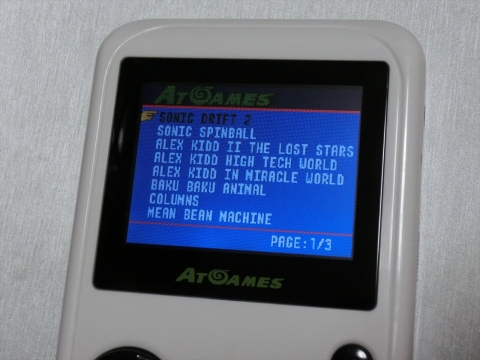 ATGAMES
SONIC DRIFT 2
SONIC SPINBALL
ALEX KIDD II THE LOST STARS
ALEX KIDD HIGH TECH WORLD
ALEX KIDD IN MIRACLE WORLD
BAKU BAKU ANIMAL
COLUMNS
MEAN BEAN MACHINE
PAGE:1/3
ATGAMES